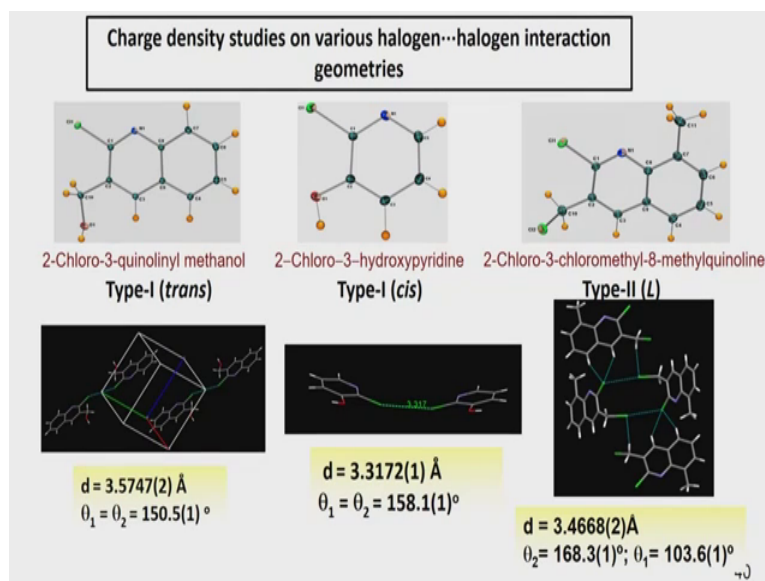 Charge density studies on various halogen···halogen interaction
geometries
2-Chloro-3-quinolinyl methanol
Type-I (trans)
2–Chloro–3–hydroxypyridine
Type-I (cis)
2-Chloro-3-chloromethyl-8-methylquinoline
Type-II (L)
3.317
d = 3.5747(2) Å
θ1 = θ2 = 150.5(1) º
d = 3.3172(1) Å
θ1 = θ2 = 158.1(1)º
d = 3.4668(2)Å
θ2= 168.3(1)º; θ1= 103.6(1)º
40